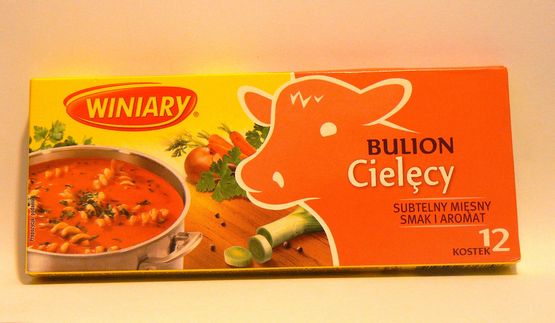 WINIARY
BULION
Cielęcy
SUBTELNY MIĘSNY
SMAK I AROMAT
12
KOSTEK